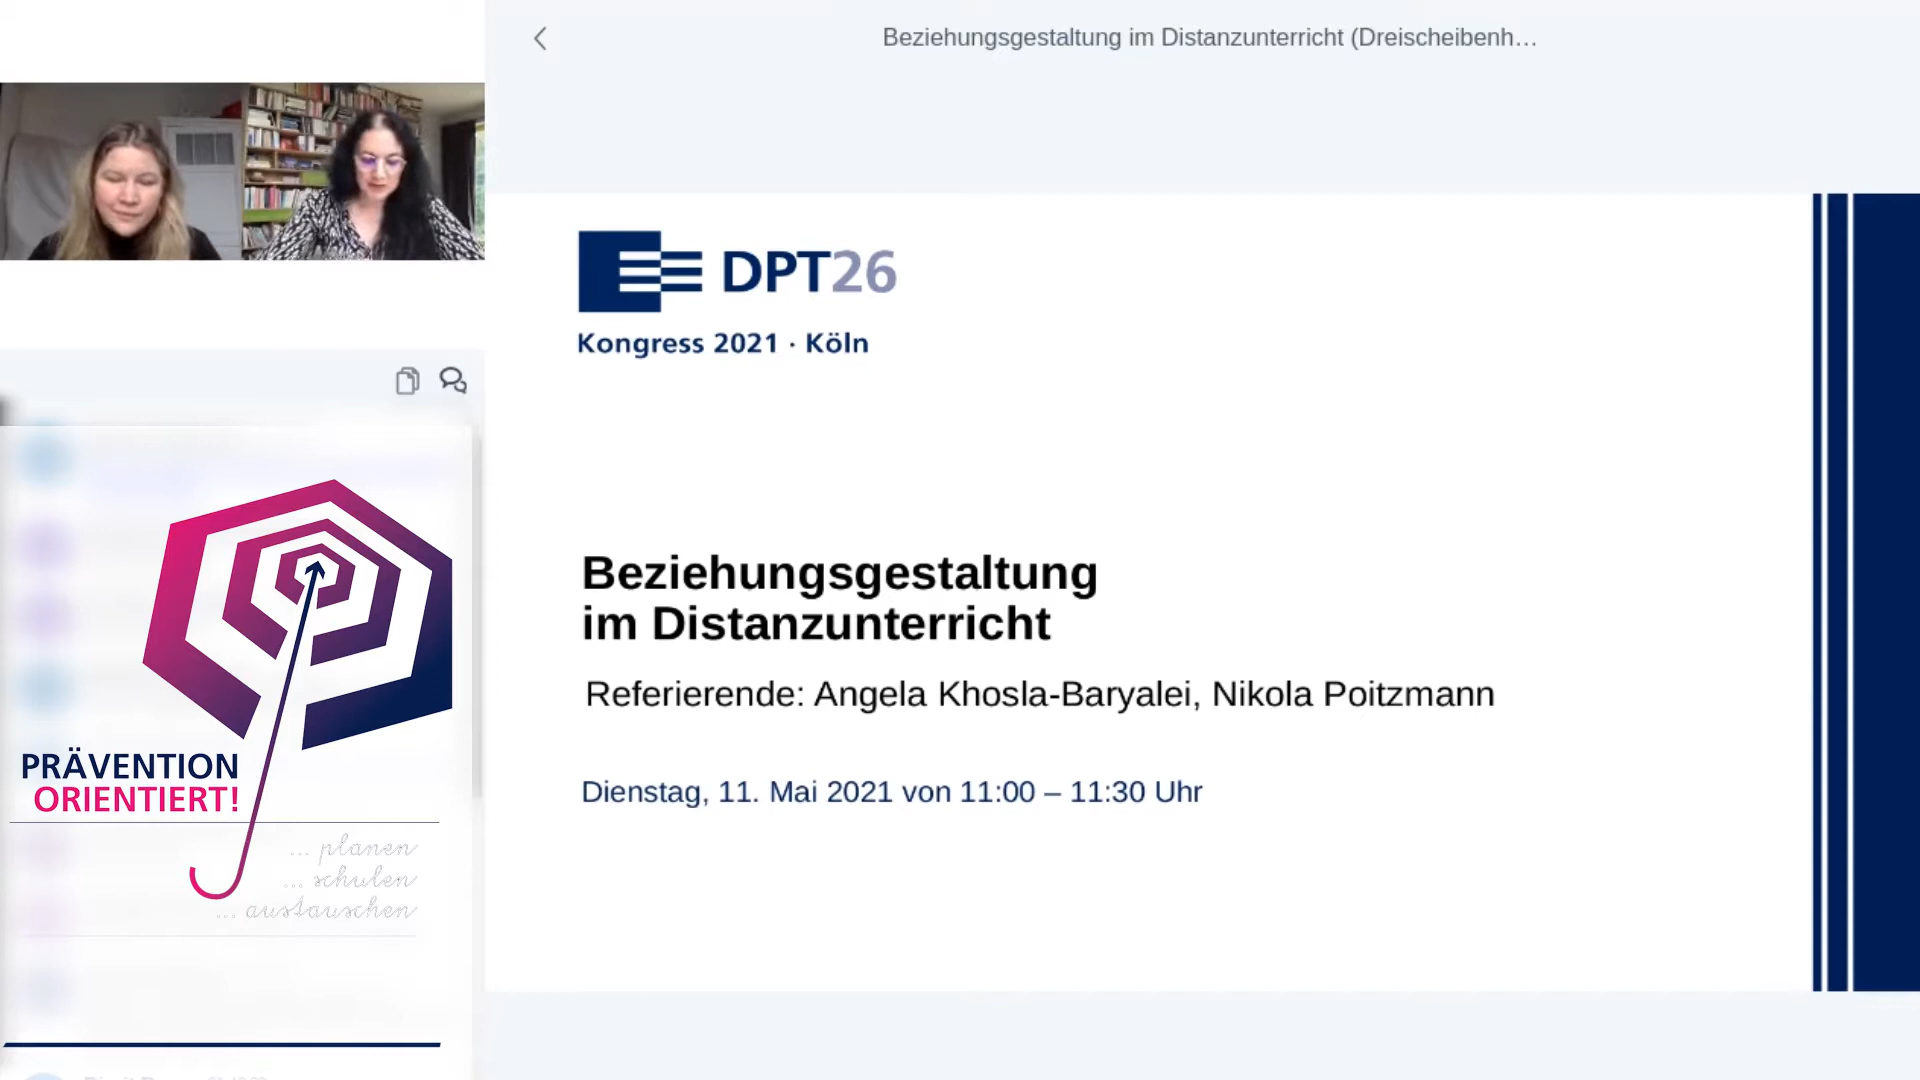 Beziehungsgestaltung im Distanzunterricht (Dreischeibenh…
DPT26
Kongress 2021 · Köln
Beziehungsgestaltung
im Distanzunterricht
Referierende: Angela Khosla-Baryalei, Nikola Poitzmann
Dienstag, 11. Mai 2021 von 11:00 – 11:30 Uhr
PRÄVENTION
ORIENTIERT!
... planen
... schulen
... austauschen